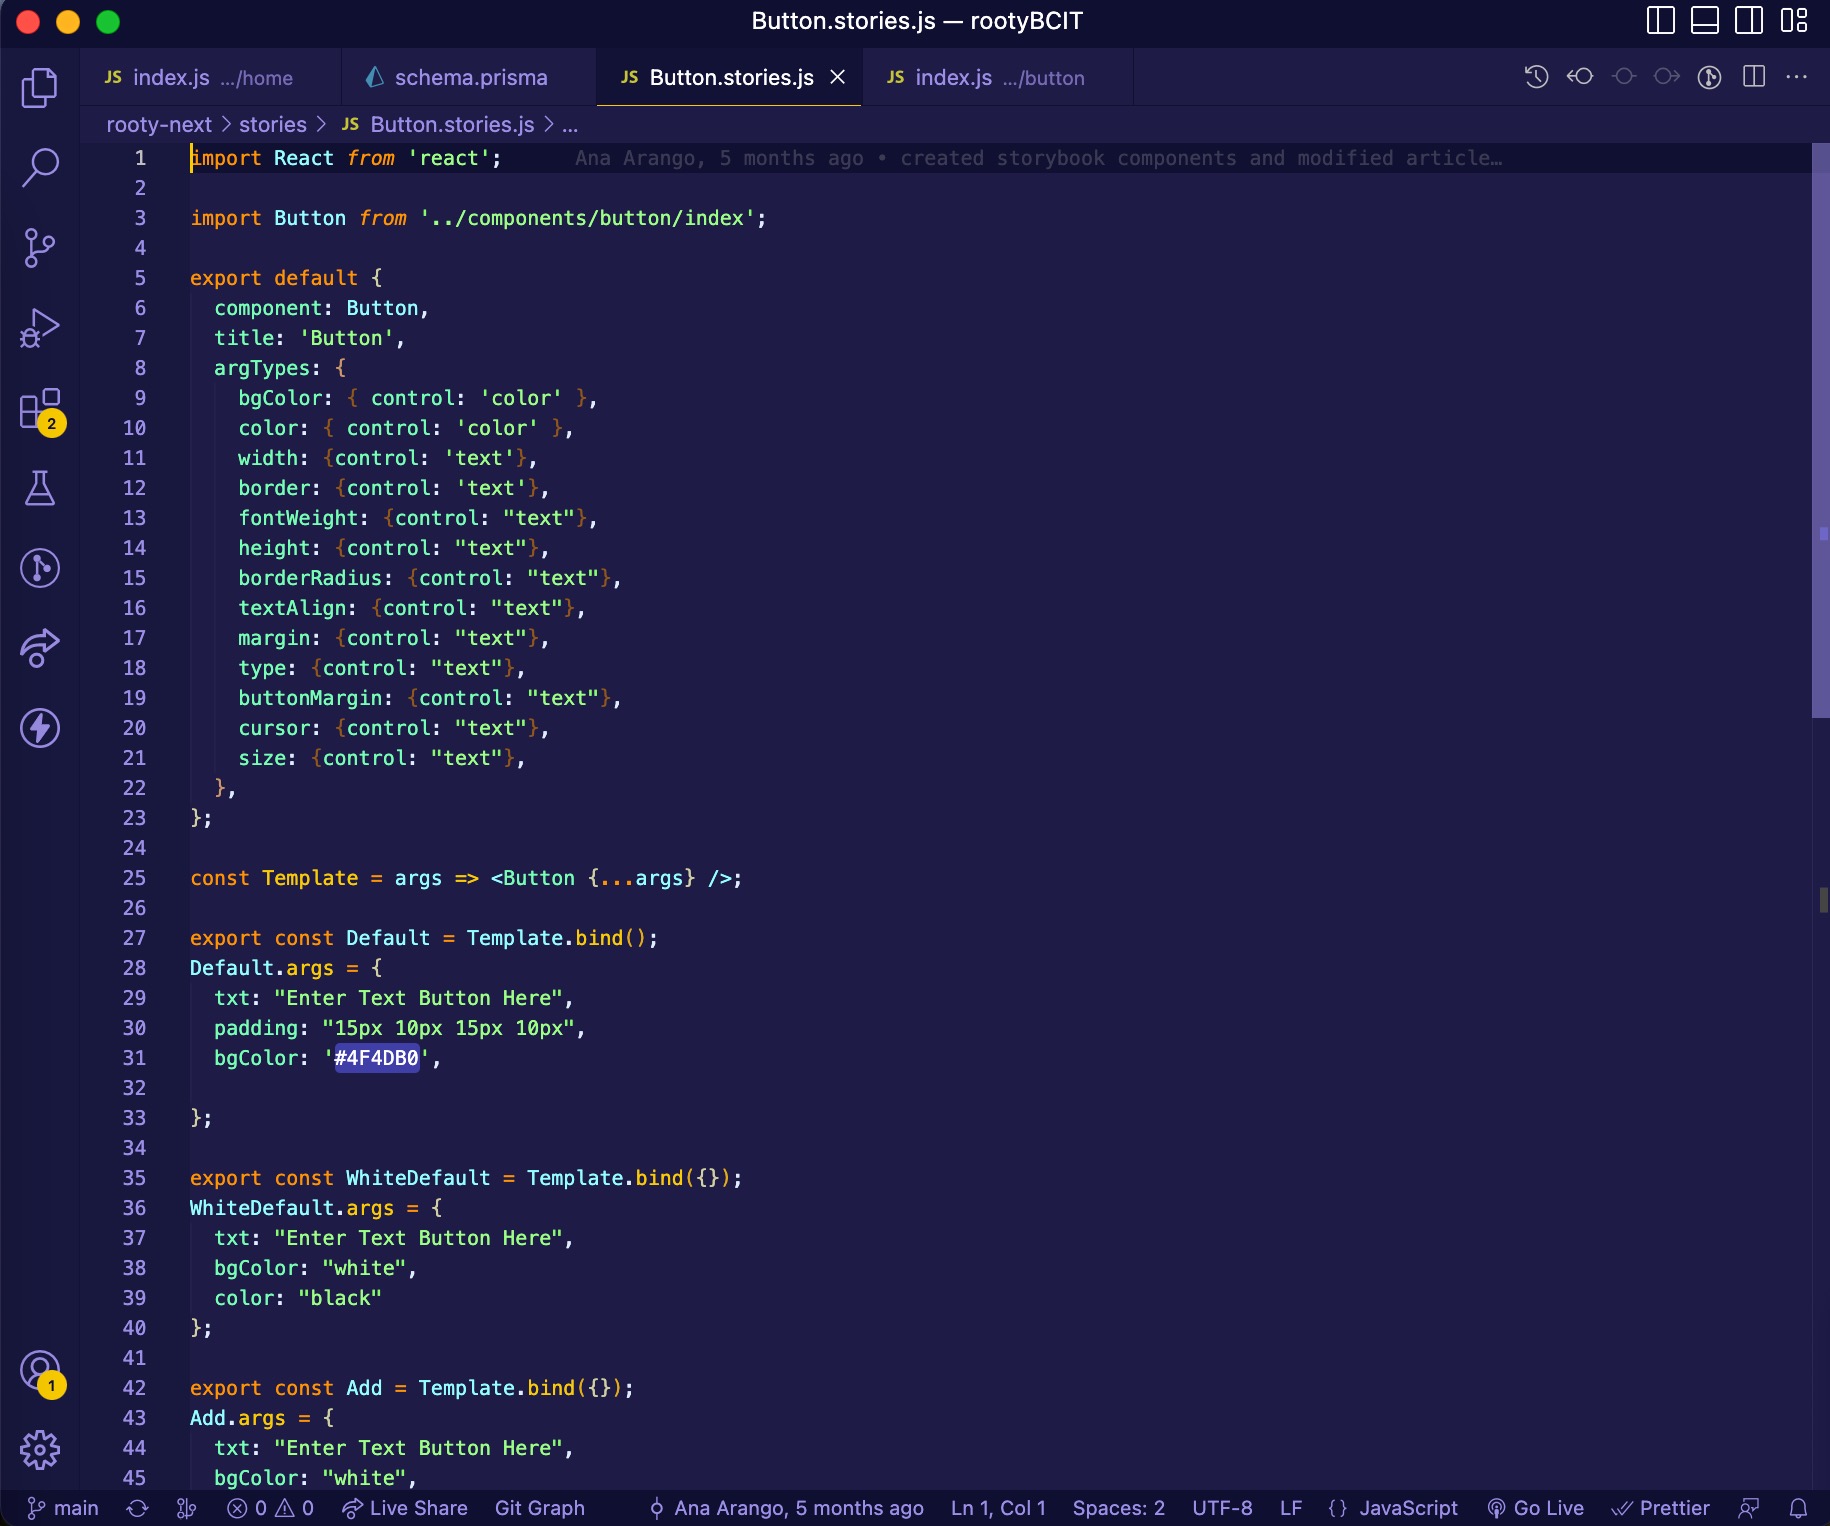 Button.stories.js — rootyBCIT
JS index.js .../home
schema.prisma
JS Button.stories.js
JS index.js .../button
rooty-next > stories > JS Button.stories.js > ...
1 import React from 'react'; Ana Arango, 5 months ago • created storybook components and modified article…
2
3 import Button from '../components/button/index';
4
5 export default {
6 component: Button,
7 title: 'Button',
8 argTypes: {
9 bgColor: { control: 'color' },
10 color: { control: 'color' },
11 width: {control: 'text'},
12 border: {control: 'text'},
13 fontWeight: {control: "text"},
14 height: {control: "text"},
15 borderRadius: {control: "text"},
16 textAlign: {control: "text"},
17 margin: {control: "text"},
18 type: {control: "text"},
19 buttonMargin: {control: "text"},
20 cursor: {control: "text"},
21 size: {control: "text"},
22 },
23 };
24
25 const Template = args => <Button {...args} />;
26
27 export const Default = Template.bind();
28 Default.args = {
29 txt: "Enter Text Button Here",
30 padding: "15px 10px 15px 10px",
31 bgColor: '#4F4DB0',
32
33 };
34
35 export const WhiteDefault = Template.bind({});
36 WhiteDefault.args = {
37 txt: "Enter Text Button Here",
38 bgColor: "white",
39 color: "black"
40 };
41
42 export const Add = Template.bind({});
43 Add.args = {
44 txt: "Enter Text Button Here",
45 bgColor: "white",
2
1
main 0 0 Live Share Git Graph Ana Arango, 5 months ago Ln 1, Col 1 Spaces: 2 UTF-8 LF {} JavaScript Go Live Prettier